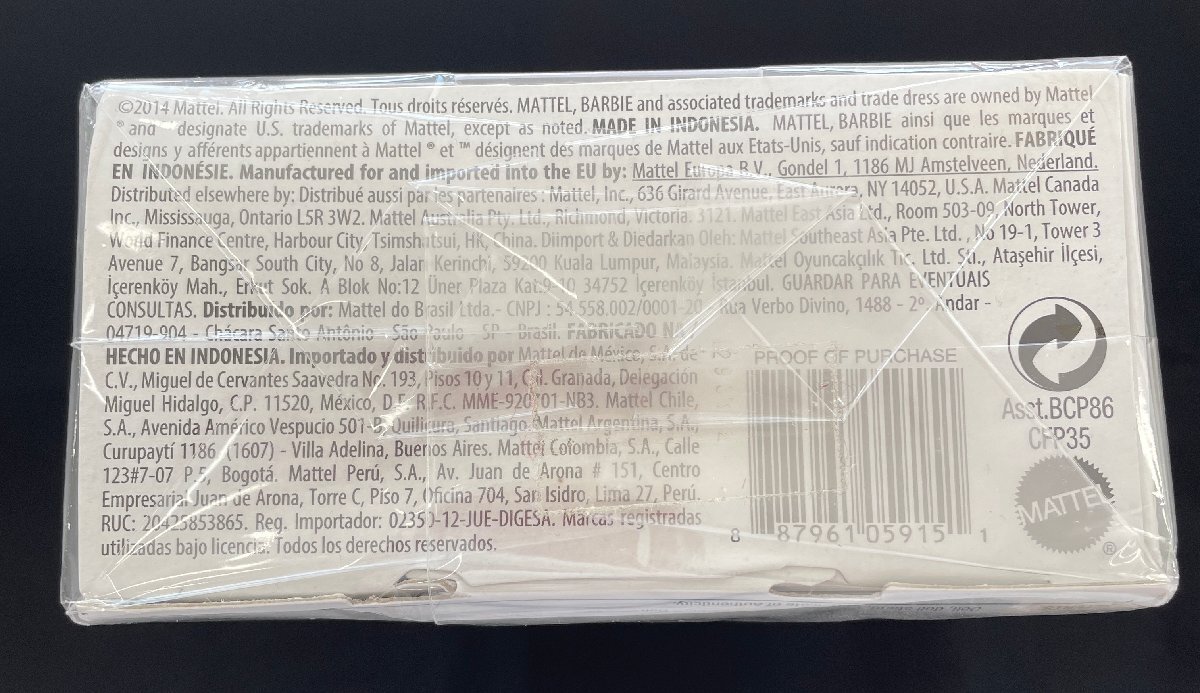 ©2014 Mattel. All Rights Reserved. Tous droits réservés. MATTEL, BARBIE and associated trademarks and trade dress are owned by Mattel
® and designate U.S. trademarks of Mattel, except as noted. MADE IN INDONESIA. MATTEL, BARBIE ainsi que les marques et
designs y afférents appartiennent à Mattel ® et ™ désignent des marques de Mattel aux Etats-Unis, sauf indication contraire. FABRIQUÉ
EN INDONÉSIE. Manufactured for and imported into the EU by: Mattel Europa B.V., Gondel 1, 1186 MJ Amstelveen, Nederland.
Distributed elsewhere by: Distribué aussi par les partenaires : Mattel, Inc., 636 Girard Avenue, East Aurora, NY 14052, U.S.A. Mattel Canada
Inc., Mississauga, Ontario L5R 3W2. Mattel Australia Pty. Ltd., Richmond, Victoria. 3121. Mattel East Asia Ltd., Room 503-09, North Tower,
World Finance Centre, Harbour City, Tsimshatsui, HK, China. Diimport & Diedarkan Oleh: Mattel Southeast Asia Pte. Ltd., No 19-1, Tower 3
Avenue 7, Bangsar South City, No 8, Jalan Kerinchi, 59200 Kuala Lumpur, Malaysia. Mattel Oyuncakçılık Tic. Ltd. Şti., Ataşehir İlçesi,
İçerenköy Mah., Erkut Sok. A Blok No:12 Üner Plaza Kat:9-10 34752 İçerenköy İstanbul. GUARDAR PARA EVENTUAIS
CONSULTAS. Distribuido por: Mattel do Brasil Ltda.- CNPJ : 54.558.002/0001-20 Rua Verbo Divino, 1488 - 2º Andar -
04719-904 - Chácara Santo Antônio - São Paulo SP - Brasil. FABRICADO
HECHO EN INDONESIA. Importado y distribuido por Mattel de México, S.A. de
C.V., Miguel de Cervantes Saavedra No. 193, Pisos 10 y 11, Col. Granada, Delegación
Miguel Hidalgo, C.P. 11520, México, D.F. R.F.C. MME-920701-NB3. Mattel Chile,
S.A., Avenida Américo Vespucio 501-B, Quilicura, Santiago. Mattel Argentina, S.A.,
Curupaytí 1186 (1607) - Villa Adelina, Buenos Aires. Mattel Colombia, S.A., Calle
123#7-07 P.5, Bogotá. Mattel Perú, S.A., Av. Juan de Arona # 151, Centro
Empresarial Juan de Arona, Torre C, Piso 7, Oficina 704, San Isidro, Lima 27, Perú.
RUC: 20425853865. Reg. Importador: 02350-12-JUE-DIGESA. Marcas registradas
utilizadas bajo licencia. Todos los derechos reservados.
PROOF OF PURCHASE
8 87961 05915 1
Asst.BCP86
CFP35
MATTEL
®